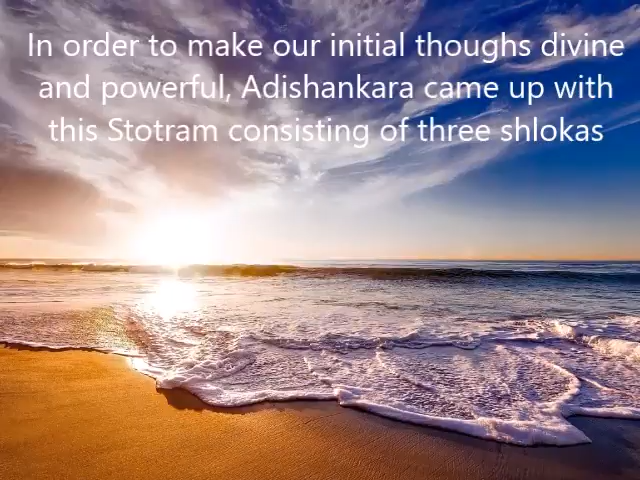 In order to make our initial thoughs divine
and powerful, Adishankara came up with
this Stotram consisting of three shlokas